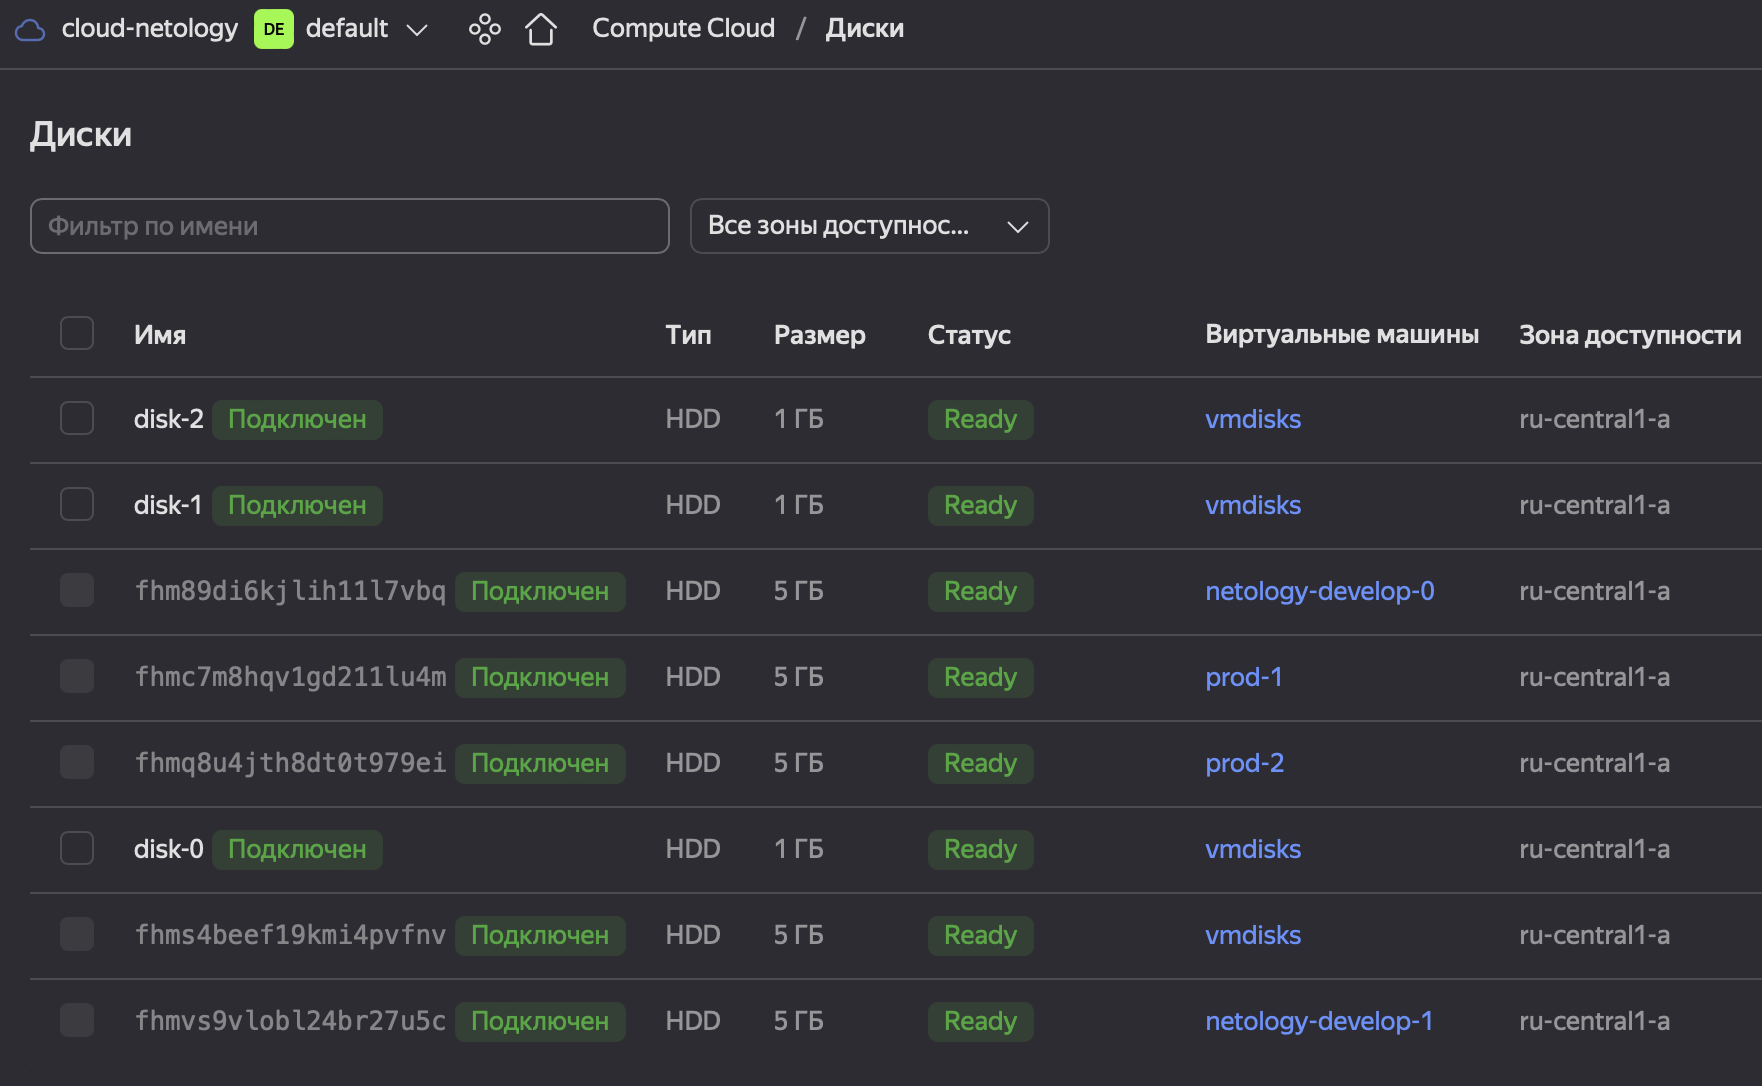 cloud-netology DE default Compute Cloud / Диски
Диски
Фильтр по имени Все зоны доступнос...
Имя Тип Размер Статус Виртуальные машины Зона доступности
disk-2 Подключен HDD 1 ГБ Ready vmdisks ru-central1-a
disk-1 Подключен HDD 1 ГБ Ready vmdisks ru-central1-a
fhm89di6kjlih11l7vbq Подключен HDD 5 ГБ Ready netology-develop-0 ru-central1-a
fhmc7m8hqv1gd211lu4m Подключен HDD 5 ГБ Ready prod-1 ru-central1-a
fhmq8u4jth8dt0t979ei Подключен HDD 5 ГБ Ready prod-2 ru-central1-a
disk-0 Подключен HDD 1 ГБ Ready vmdisks ru-central1-a
fhms4beef19kmi4pvfnv Подключен HDD 5 ГБ Ready vmdisks ru-central1-a
fhmvs9vlobl24br27u5c Подключен HDD 5 ГБ Ready netology-develop-1 ru-central1-a